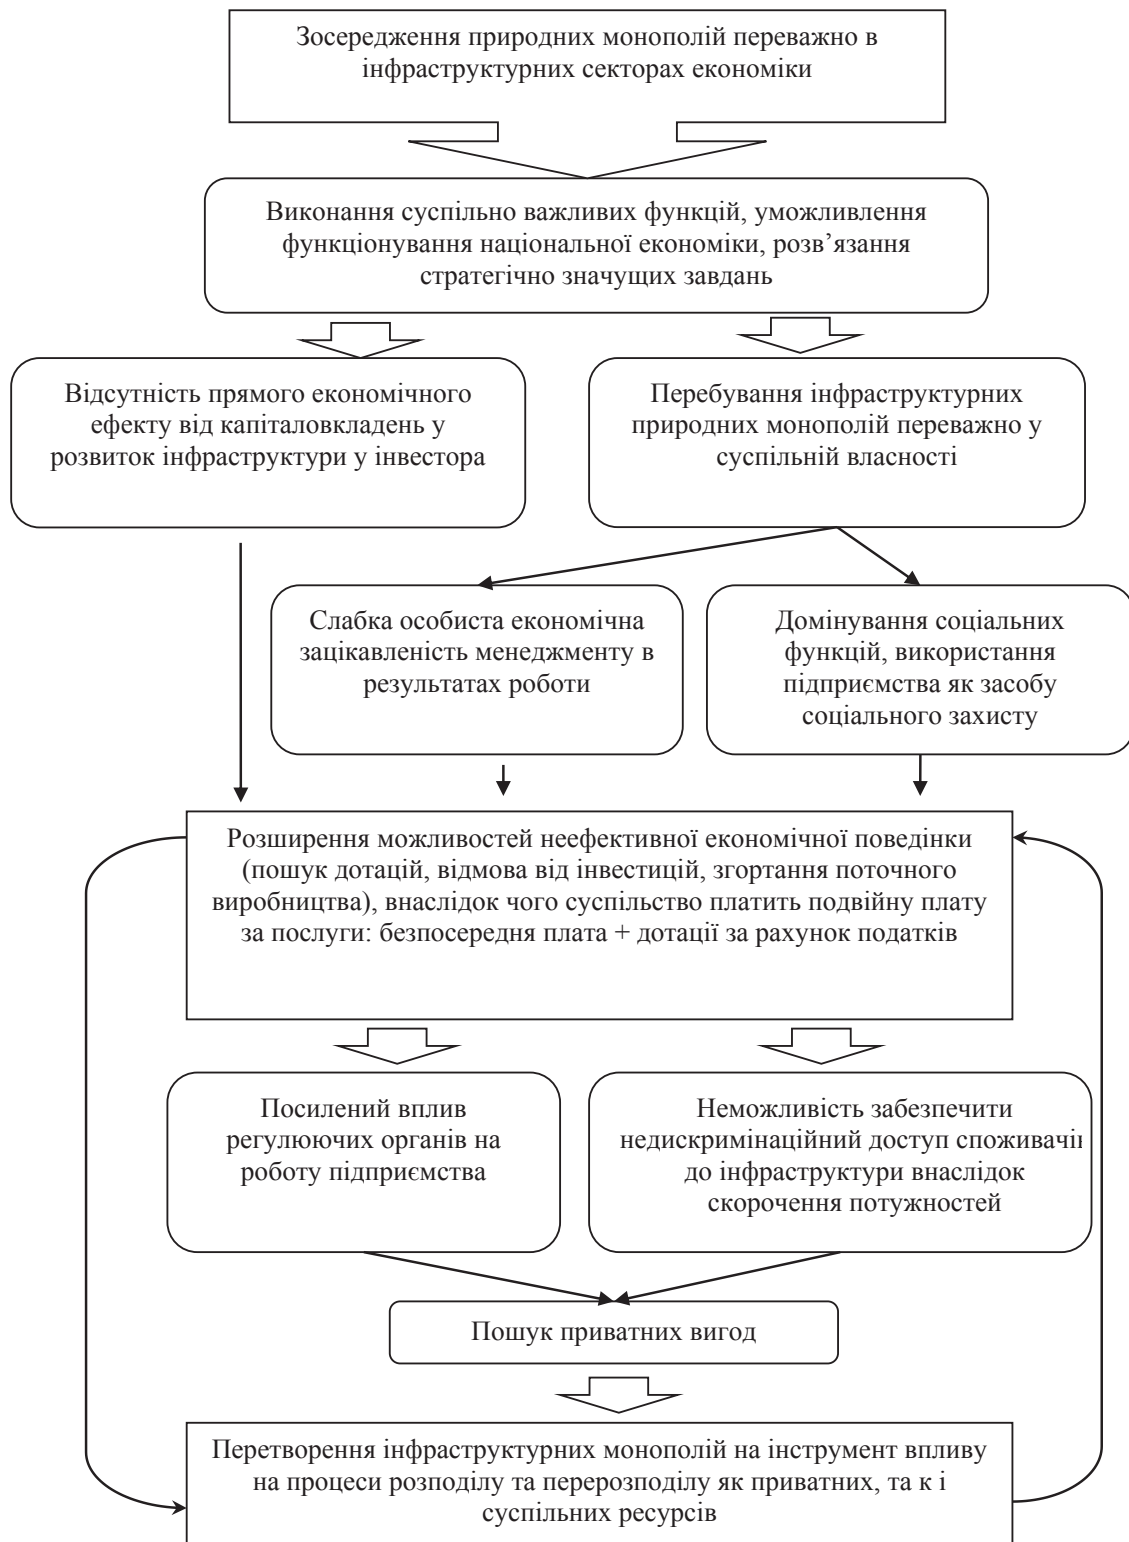 Зосередження природних монополій переважно в
інфраструктурних секторах економіки
Виконання суспільно важливих функцій, уможливлення
функціонування національної економіки, розв’язання
стратегічно значущих завдань
Відсутність прямого економічного
ефекту від капіталовкладень у
розвиток інфраструктури у інвестора
Перебування інфраструктурних
природних монополій переважно у
суспільній власності
Слабка особиста економічна
зацікавленість менеджменту в
результатах роботи
Домінування соціальних
функцій, використання
підприємства як засобу
соціального захисту
Розширення можливостей неефективної економічної поведінки
(пошук дотацій, відмова від інвестицій, згортання поточного
виробництва), внаслідок чого суспільство платить подвійну плату
за послуги: безпосередня плата + дотації за рахунок податків
Посилений вплив
регулюючих органів на
роботу підприємства
Неможливість забезпечити
недискримінаційний доступ споживачів
до інфраструктури внаслідок
скорочення потужностей
Пошук приватних вигод
Перетворення інфраструктурних монополій на інструмент впливу
на процеси розподілу та перерозподілу як приватних, та к і
суспільних ресурсів